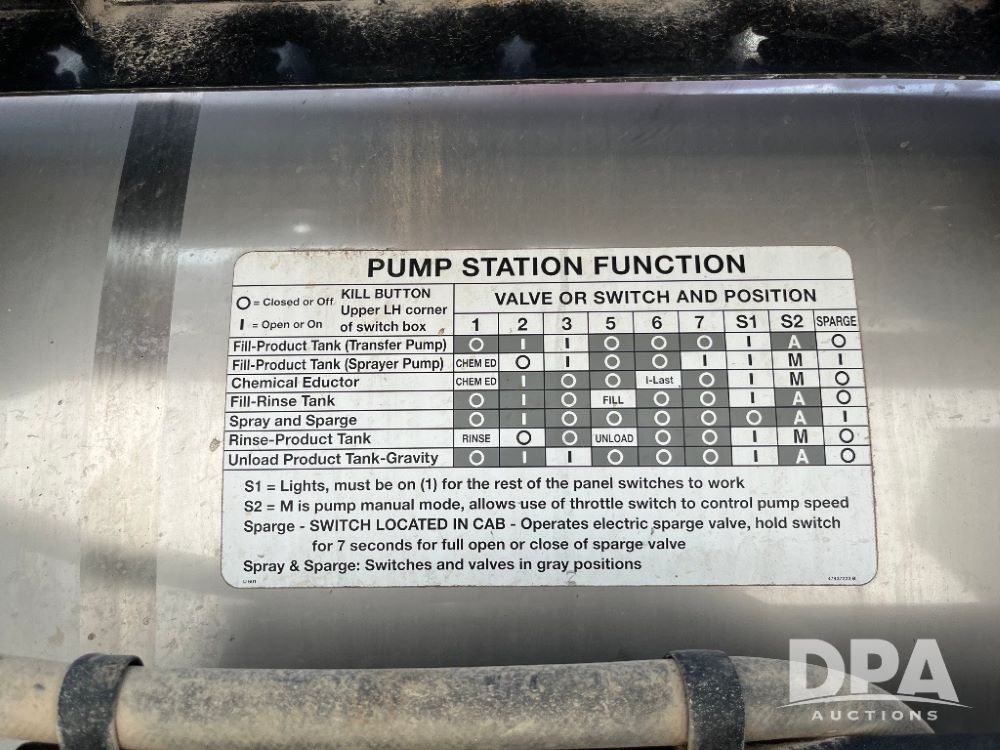 PUMP STATION FUNCTION
O = Closed or Off
I = Open or On
KILL BUTTON
Upper LH corner
of switch box
VALVE OR SWITCH AND POSITION
1 2 3 5 6 7 S1 S2 SPARGE
Fill-Product Tank (Transfer Pump) O I I O O O I A O
Fill-Product Tank (Sprayer Pump) CHEM ED O I O O I I M I
Chemical Eductor CHEM ED I O O I-Last O I M O
Fill-Rinse Tank O I O FILL O O I A O
Spray and Sparge O I O O O O O A I
Rinse-Product Tank RINSE O O UNLOAD O O I M O
Unload Product Tank-Gravity O I I O O O I A O
S1 = Lights, must be on (1) for the rest of the panel switches to work
S2 = M is pump manual mode, allows use of throttle switch to control pump speed
Sparge - SWITCH LOCATED IN CAB - Operates electric sparge valve, hold switch
for 7 seconds for full open or close of sparge valve
Spray & Sparge: Switches and valves in gray positions
DPA
AUCTIONS